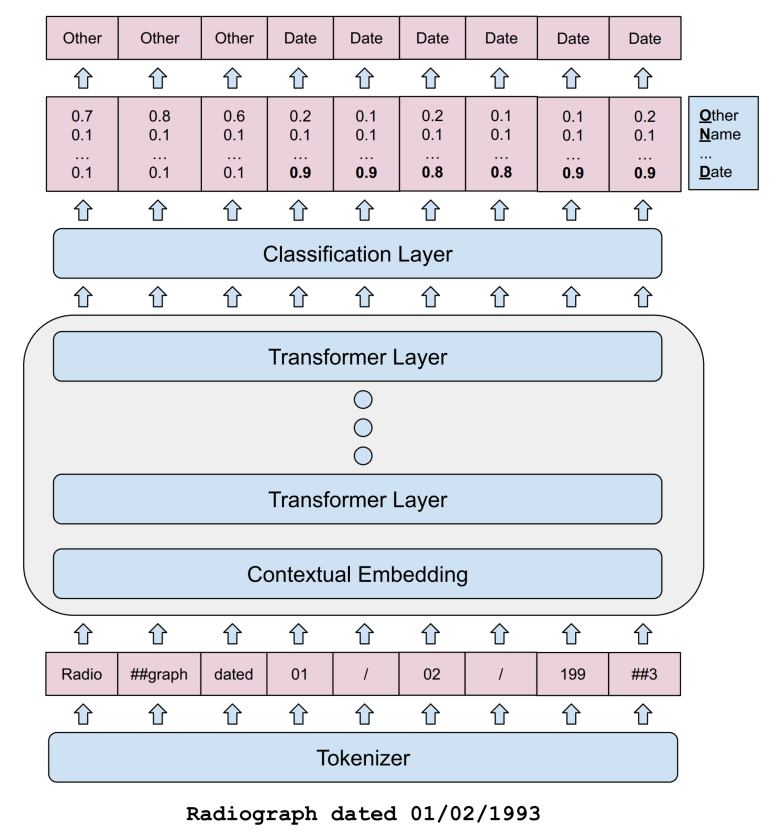 Other Other Other Date Date Date Date Date Date
0.7 0.8 0.6 0.2 0.1 0.2 0.1 0.1 0.2
0.1 0.1 0.1 0.1 0.1 0.1 0.1 0.1 0.1
... ... ... ... ... ... ... ... ...
0.1 0.1 0.1 0.9 0.9 0.8 0.8 0.9 0.9
Other
Name
...
Date
Classification Layer
Transformer Layer
Transformer Layer
Contextual Embedding
Radio ##graph dated 01 / 02 / 199 ##3
Tokenizer
Radiograph dated 01/02/1993